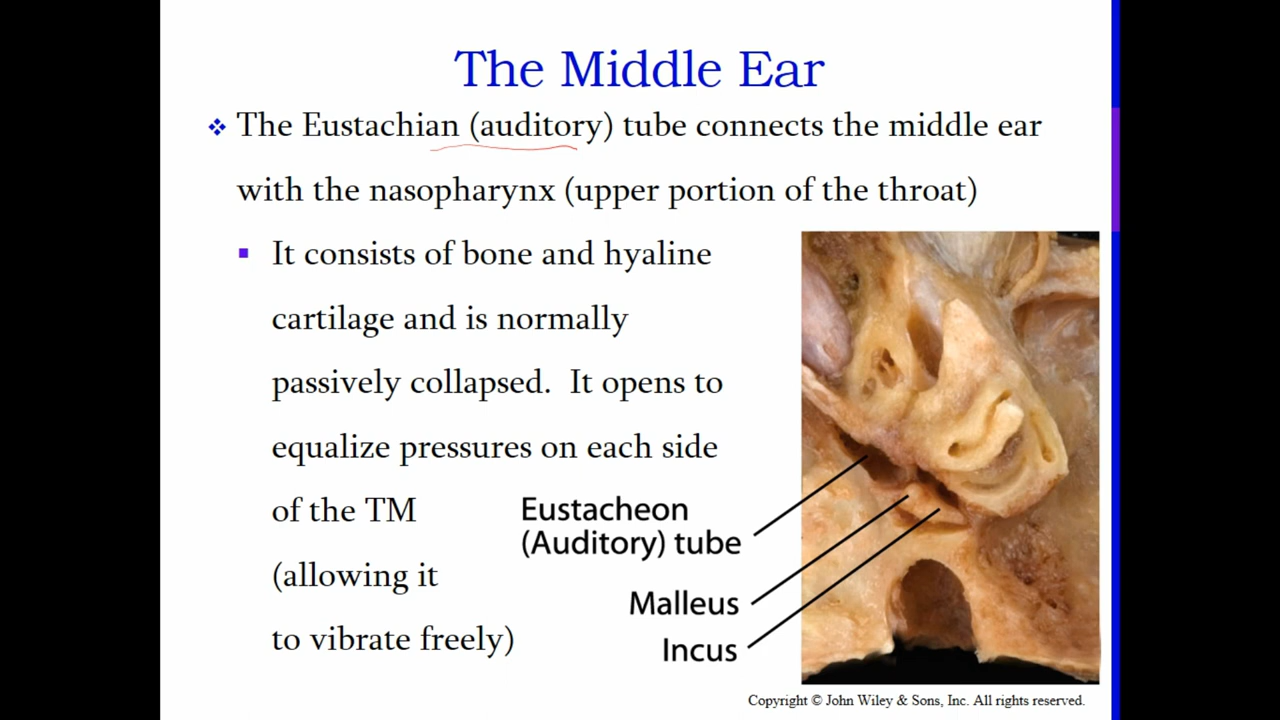 The Middle Ear
The Eustachian (auditory) tube connects the middle ear
with the nasopharynx (upper portion of the throat)
It consists of bone and hyaline
cartilage and is normally
passively collapsed. It opens to
equalize pressures on each side
of the TM
(allowing it
to vibrate freely)
Eustacheon
(Auditory) tube
Malleus
Incus
Copyright © John Wiley & Sons, Inc. All rights reserved.